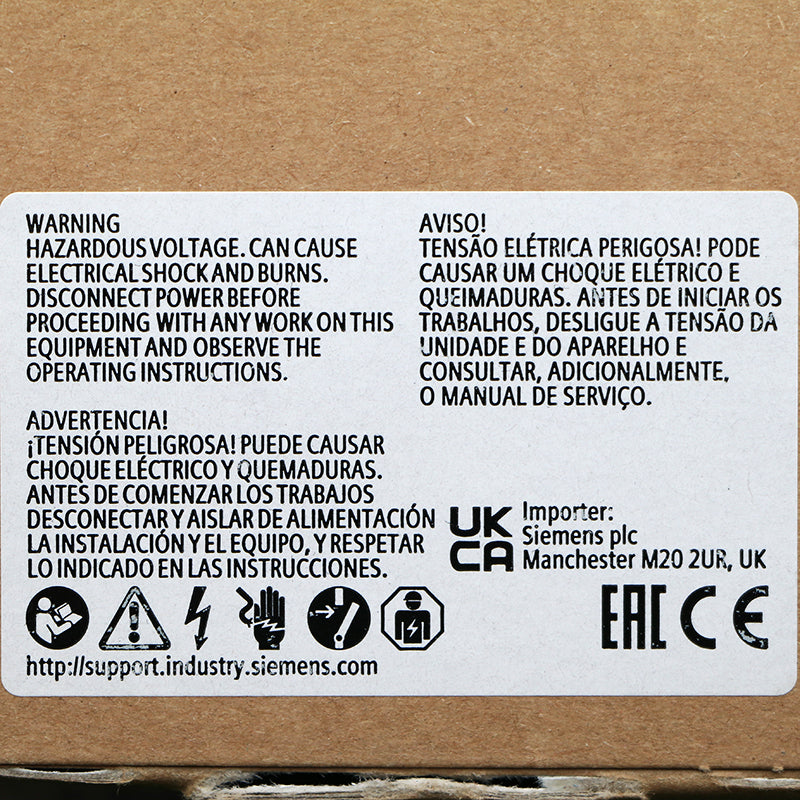 WARNING
HAZARDOUS VOLTAGE. CAN CAUSE
ELECTRICAL SHOCK AND BURNS.
DISCONNECT POWER BEFORE
PROCEEDING WITH ANY WORK ON THIS
EQUIPMENT AND OBSERVE THE
OPERATING INSTRUCTIONS.
ADVERTENCIA!
¡TENSIÓN PELIGROSA! PUEDE CAUSAR
CHOQUE ELÉCTRICO Y QUEMADURAS.
ANTES DE COMENZAR LOS TRABAJOS
DESCONECTAR Y AISLAR DE ALIMENTACIÓN
LA INSTALACIÓN Y EL EQUIPO, Y RESPETAR
LO INDICADO EN LAS INSTRUCCIONES.
http://support.industry.siemens.com
AVISO!
TENSÃO ELÉTRICA PERIGOSA! PODE
CAUSAR UM CHOQUE ELÉTRICO E
QUEIMADURAS. ANTES DE INICIAR OS
TRABALHOS, DESLIGUE A TENSÃO DA
UNIDADE E DO APARELHO E
CONSULTAR, ADICIONALMENTE,
O MANUAL DE SERVIÇO.
UK
CA
Importer:
Siemens plc
Manchester M20 2UR, UK
EAC CE